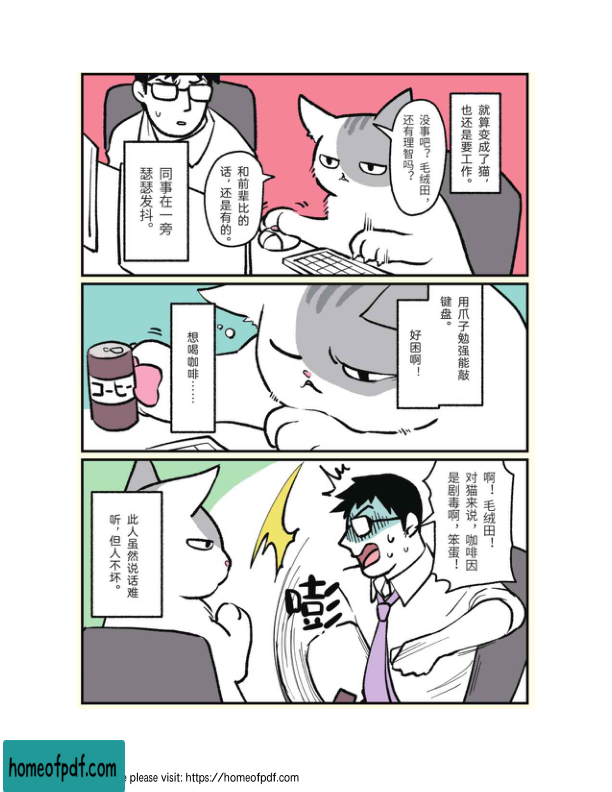 就算变成了猫，
也还是要工作。
没事吧？毛绒田，
还有理智吗？
和前辈比的
话，还是有的。
同事在一旁
瑟瑟发抖。
用爪子勉强能敲
键盘。
好困啊！
想喝咖啡……
コーヒー
啊！毛绒田！
对猫来说，咖啡因
是剧毒啊，笨蛋！
嘭
此人虽然说话难
听，但人不坏。
homeofpdf.com
e please visit: https://homeofpdf.com